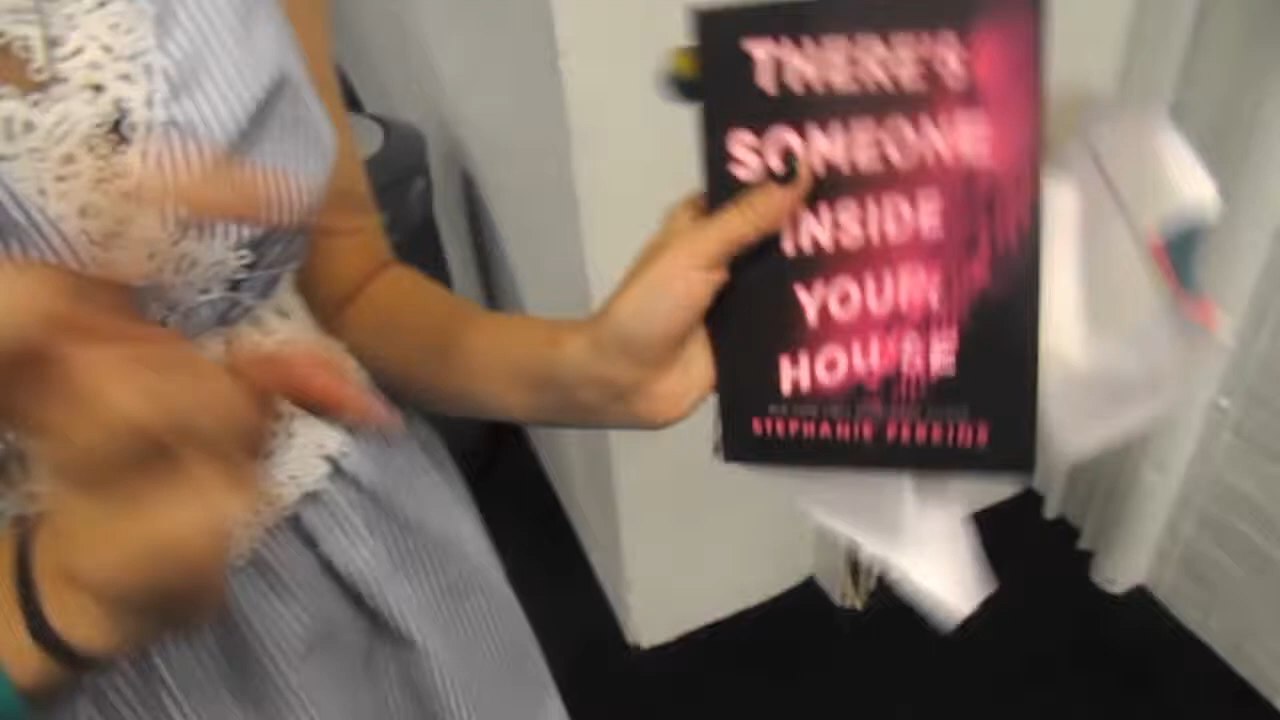 THERE'S
SOMEONE
INSIDE
YOUR
HOUSE
STEPHANIE PERKINS